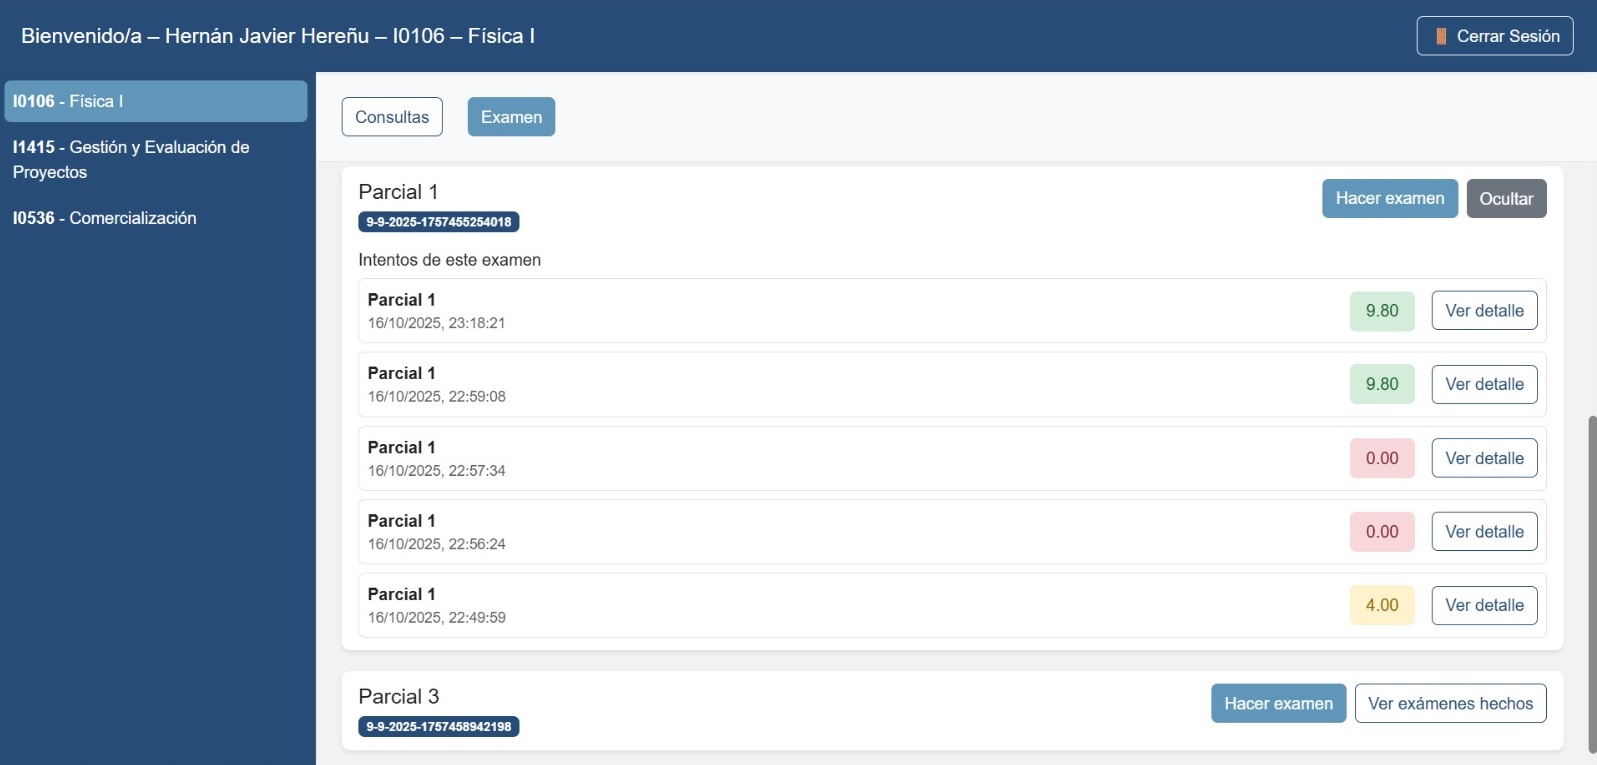 Bienvenido/a – Hernán Javier Hereñu – I0106 – Física I
Cerrar Sesión
I0106 - Física I
I1415 - Gestión y Evaluación de
Proyectos
I0536 - Comercialización
Consultas
Examen
Parcial 1
Hacer examen
Ocultar
9-9-2025-1757455254018
Intentos de este examen
Parcial 1
16/10/2025, 23:18:21
9.80
Ver detalle
Parcial 1
16/10/2025, 22:59:08
9.80
Ver detalle
Parcial 1
16/10/2025, 22:57:34
0.00
Ver detalle
Parcial 1
16/10/2025, 22:56:24
0.00
Ver detalle
Parcial 1
16/10/2025, 22:49:59
4.00
Ver detalle
Parcial 3
Hacer examen
Ver exámenes hechos
9-9-2025-1757458942198